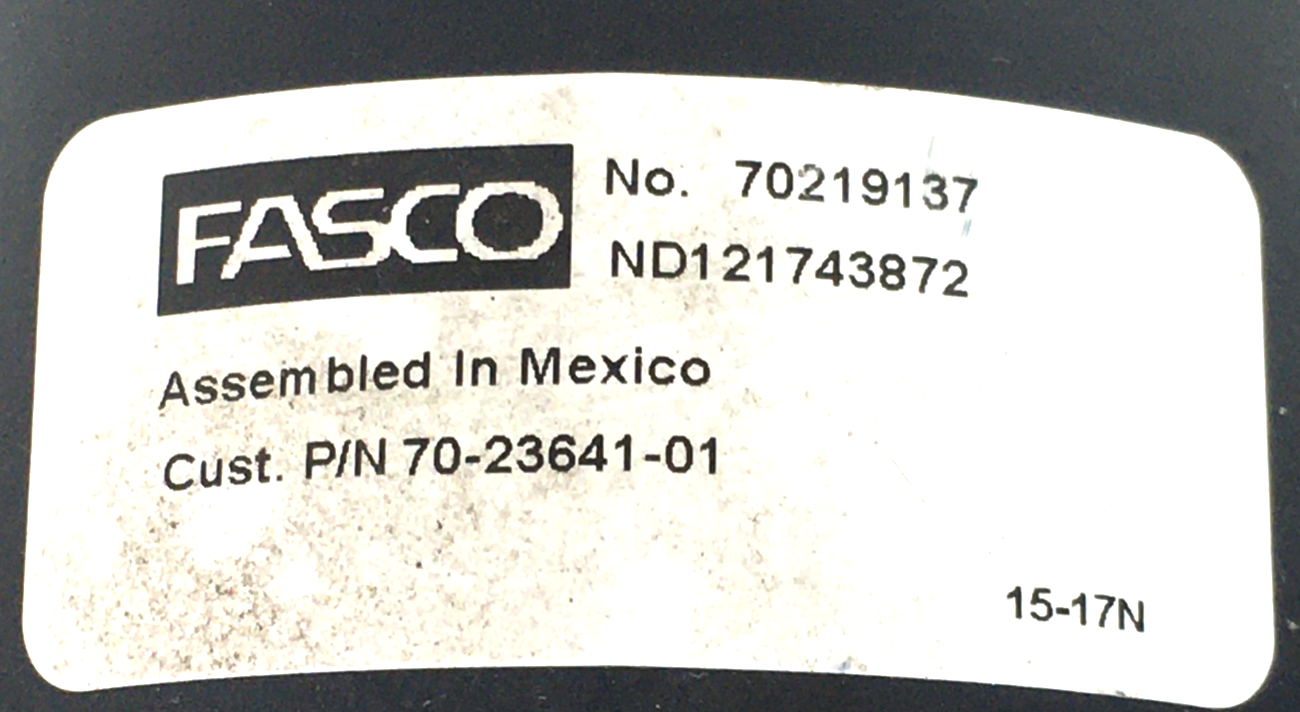 FASCO
No. 70219137
ND121743872
Assembled In Mexico
Cust. P/N 70-23641-01
15-17N